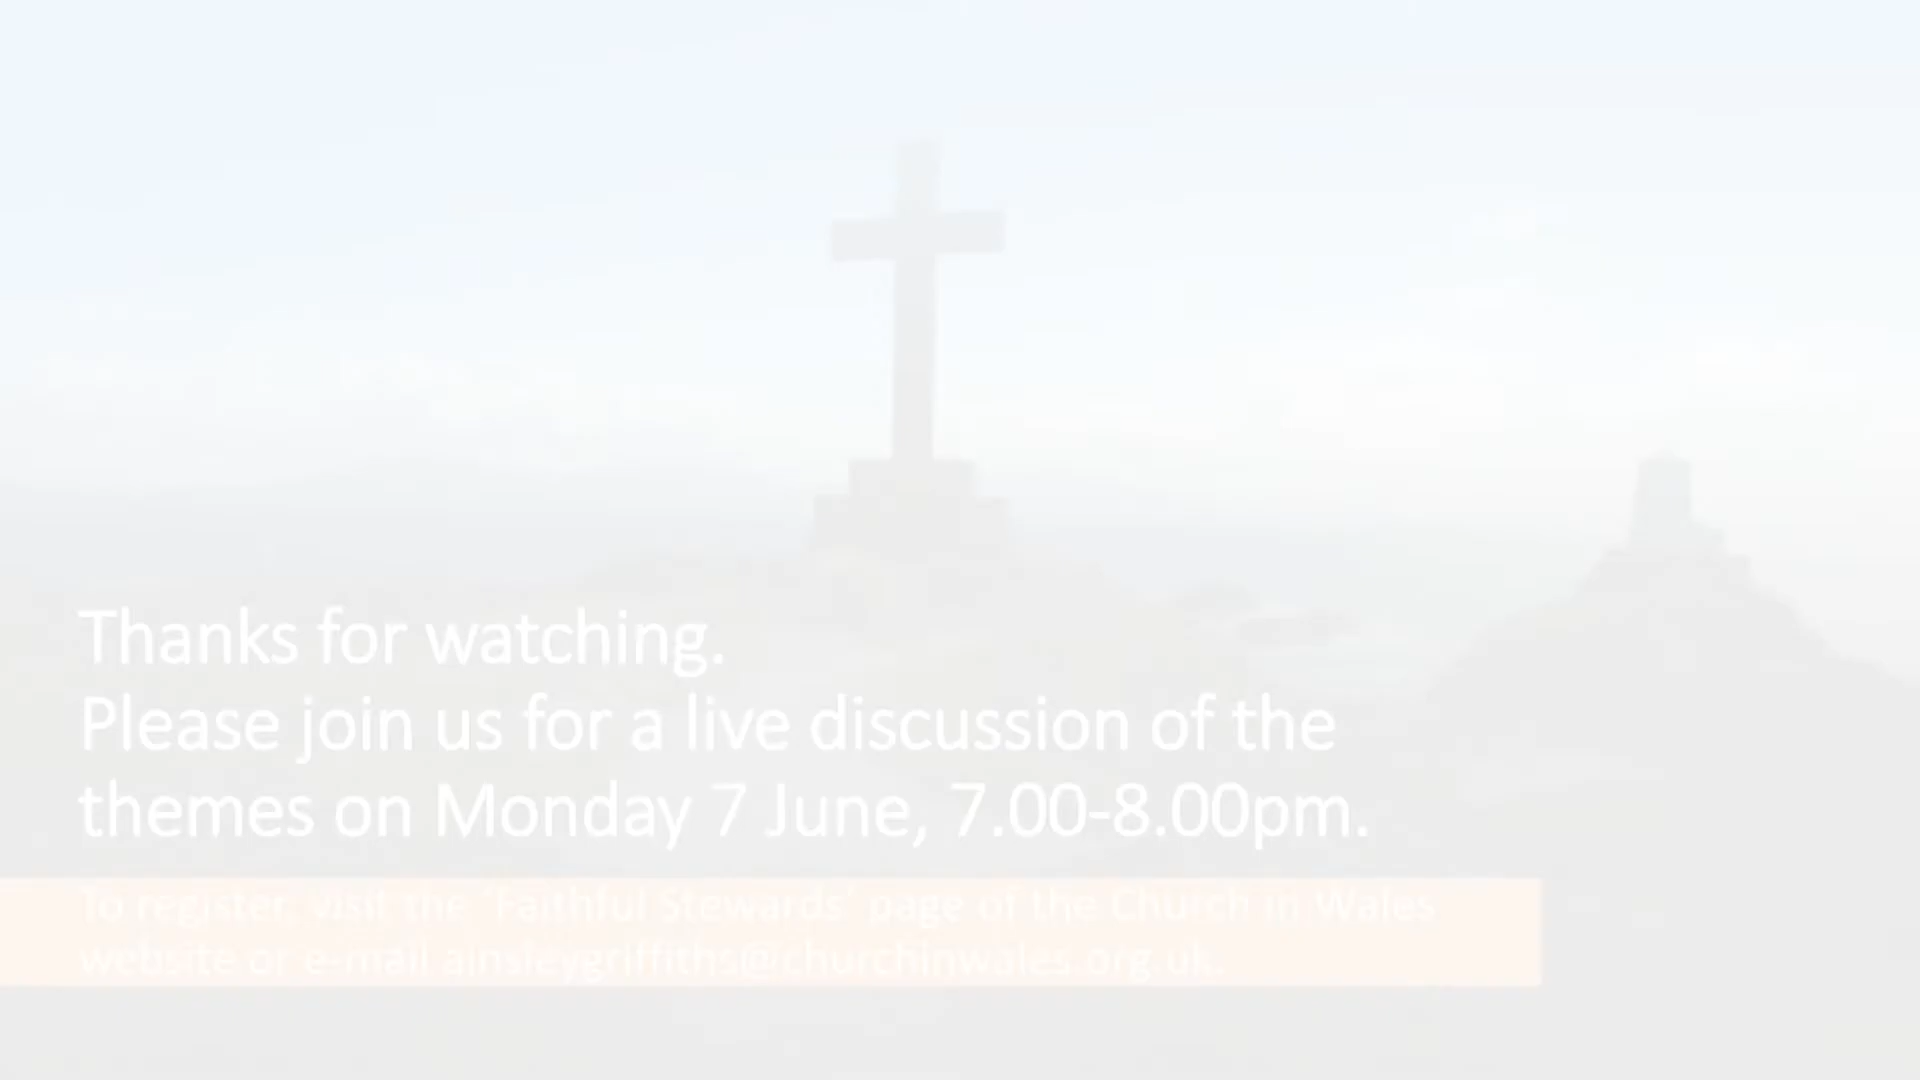 Thanks for watching.
Please join us for a live discussion of the
themes on Monday 7 June, 7.00-8.00pm.
To register, visit the ‘Faithful Stewards’ page of the Church in Wales
website or e-mail ainsleygriffiths@churchinwales.org.uk.